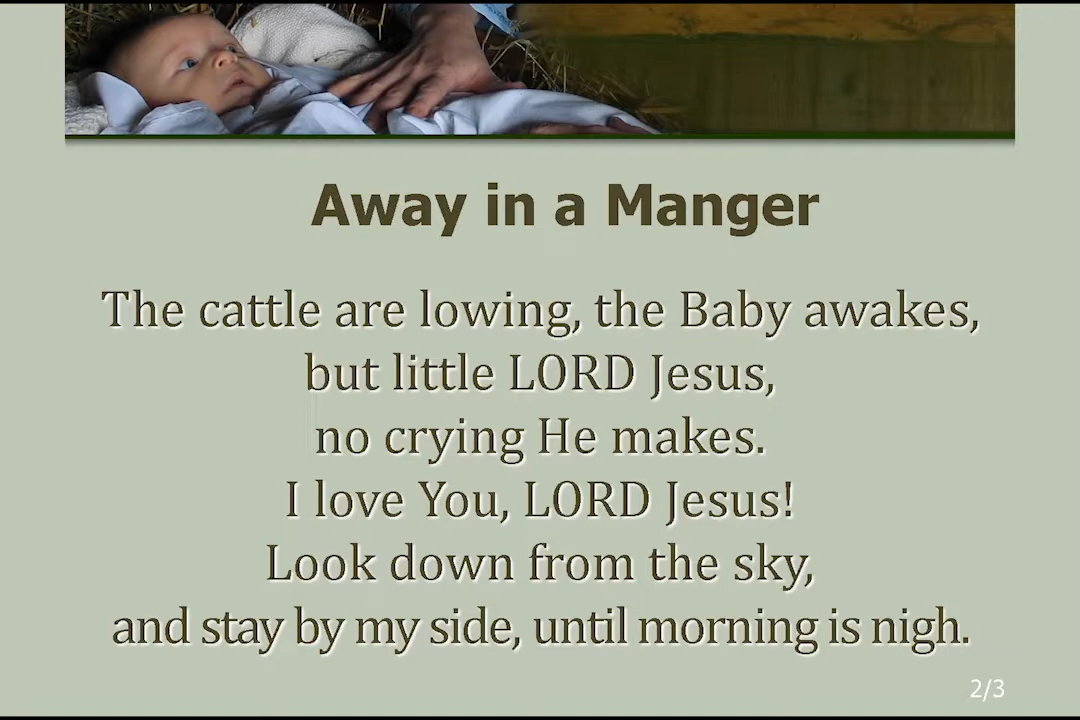 Away in a Manger
The cattle are lowing, the Baby awakes,
but little LORD Jesus,
no crying He makes.
I love You, LORD Jesus!
Look down from the sky,
and stay by my side, until morning is nigh.
2/3